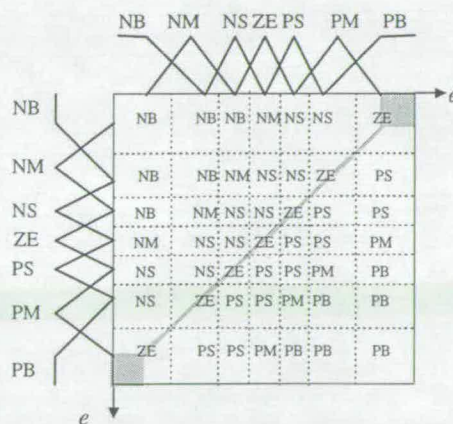 NB NM NS ZE PS PM PB
e
NB NB NB NB NM NS NS ZE
NM NB NB NM NS NS ZE PS
NS NB NM NS NS ZE PS PS
ZE NM NS NS ZE PS PS PM
PS NS NS ZE PS PS PM PB
PM NS ZE PS PS PM PB PB
PB ZE PS PS PM PB PB PB
e